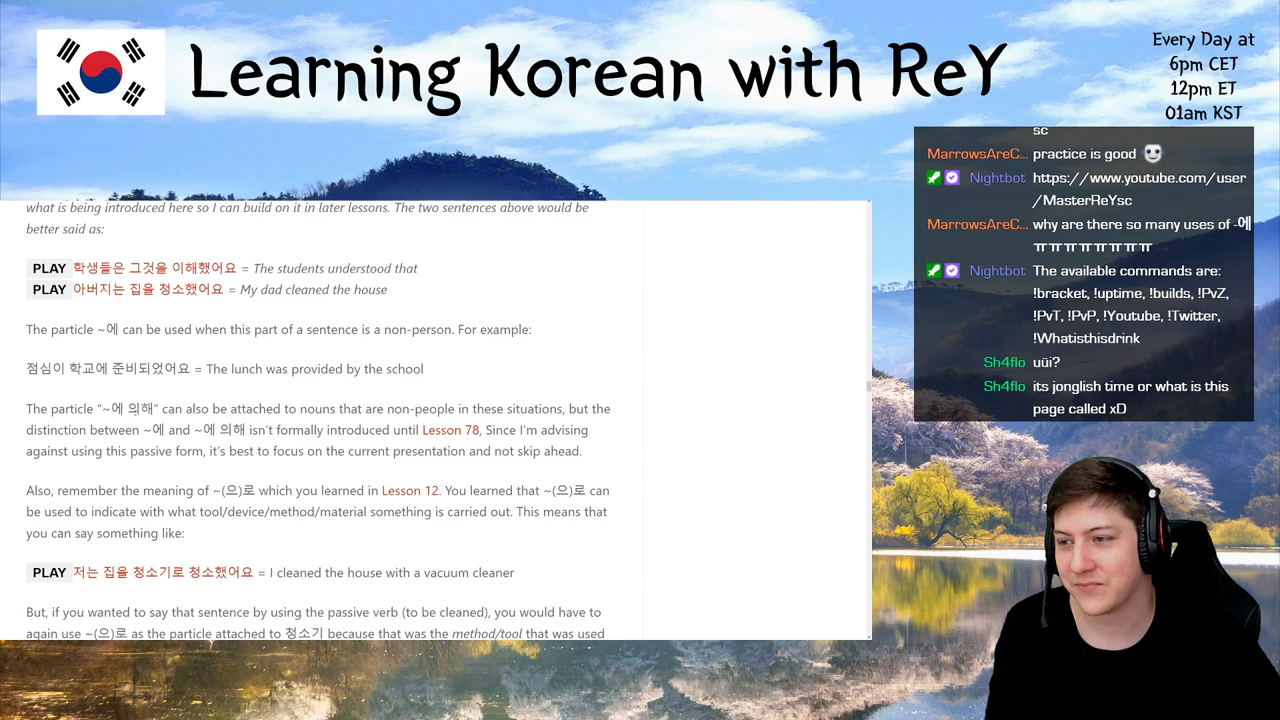 Learning Korean with ReY
Every Day at
6pm CET
12pm ET
01am KST
what is being introduced here so I can build on it in later lessons. The two sentences above would be
better said as:
PLAY 학생들은 그것을 이해했어요 = The students understood that
PLAY 아버지는 집을 청소했어요 = My dad cleaned the house
The particle ~에 can be used when this part of a sentence is a non-person. For example:
점심이 학교에 준비되었어요 = The lunch was provided by the school
The particle “~에 의해” can also be attached to nouns that are non-people in these situations, but the
distinction between ~에 and ~에 의해 isn’t formally introduced until Lesson 78, Since I’m advising
against using this passive form, it’s best to focus on the current presentation and not skip ahead.
Also, remember the meaning of ~(으)로 which you learned in Lesson 12. You learned that ~(으)로 can
be used to indicate with what tool/device/method/material something is carried out. This means that
you can say something like:
PLAY 저는 집을 청소기로 청소했어요 = I cleaned the house with a vacuum cleaner
But, if you wanted to say that sentence by using the passive verb (to be cleaned), you would have to
again use ~(으)로 as the particle attached to 청소기 because that was the method/tool that was used
sc
MarrowsAreC... practice is good
Nightbot https://www.youtube.com/user
/MasterReYsc
MarrowsAreC... why are there so many uses of -에
ㅠㅠㅠㅠㅠㅠㅠㅠ
Nightbot The available commands are:
!bracket, !uptime, !builds, !PvZ,
!PvT, !PvP, !Youtube, !Twitter,
!Whatisthisdrink
Sh4flo uüi?
Sh4flo its jonglish time or what is this
page called xD